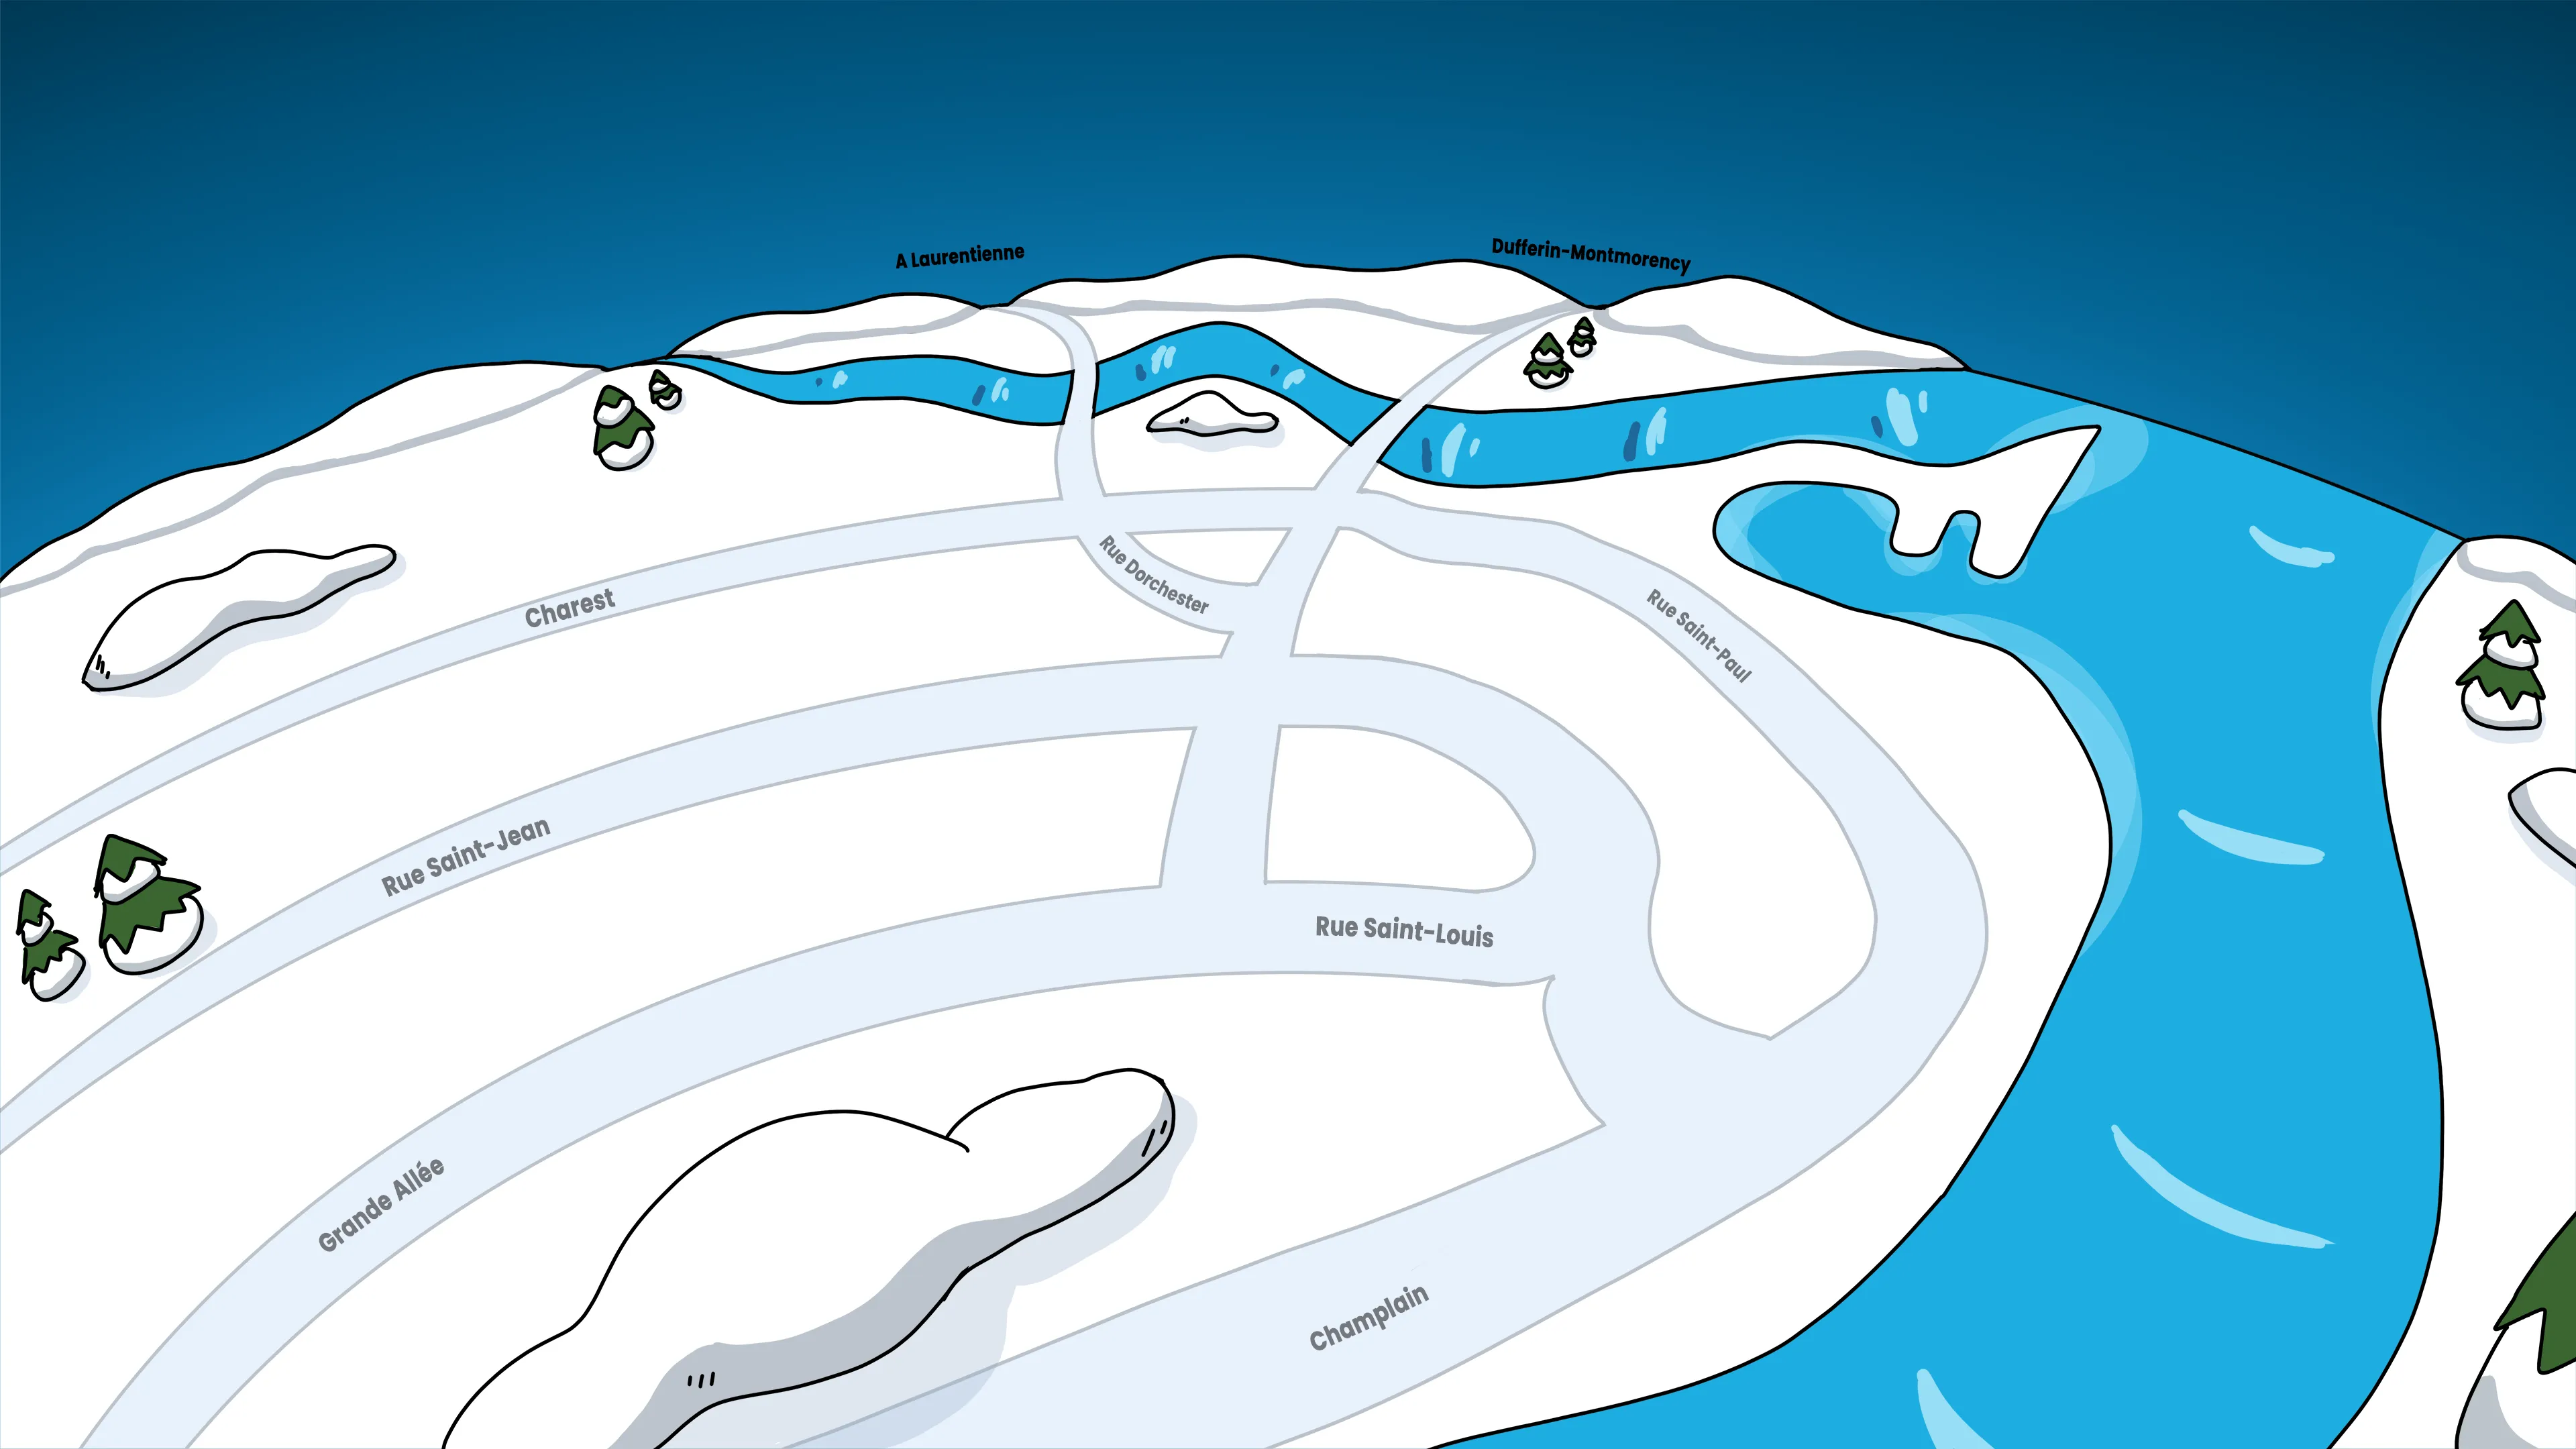 A Laurentienne
Dufferin-Montmorency
Rue Dorchester
Charest
Rue Saint-Paul
Rue Saint-Jean
Rue Saint-Louis
Grande Allée
Champlain